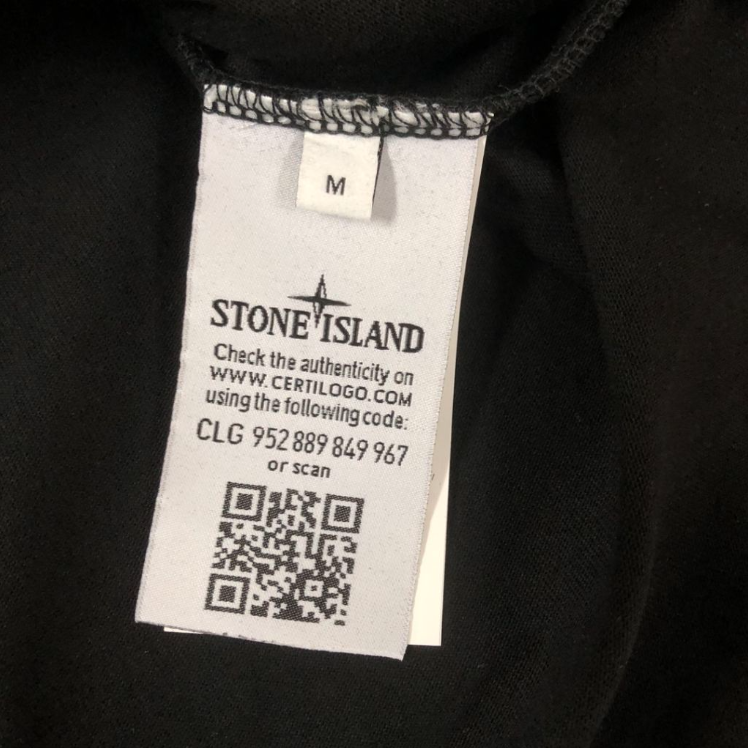 M
STONE ISLAND
Check the authenticity on
WWW.CERTILOGO.COM
using the following code:
CLG 952 889 849 967
or scan